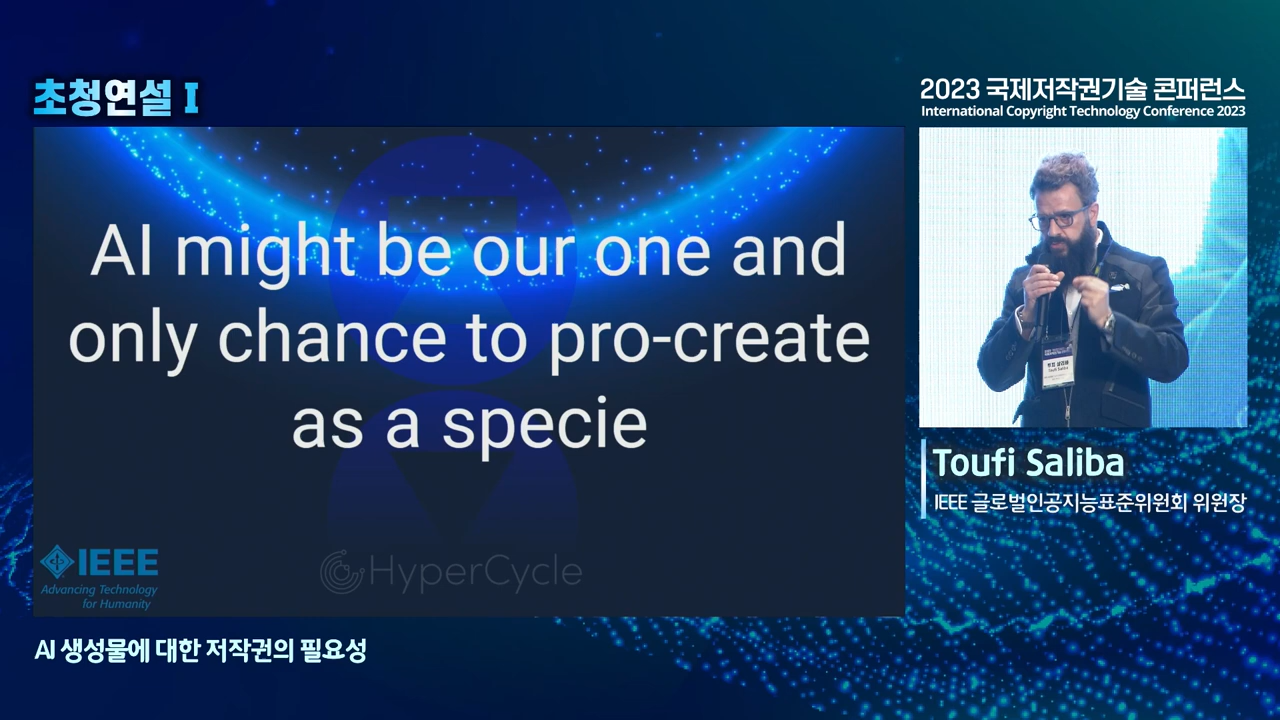 초청연설 I
2023 국제저작권기술 콘퍼런스
International Copyright Technology Conference 2023
AI might be our one and
only chance to pro-create
as a specie
Toufi Saliba
Toufi Saliba
IEEE 글로벌인공지능표준위원회 위원장
IEEE
Advancing Technology
for Humanity
HyperCycle
AI 생성물에 대한 저작권의 필요성